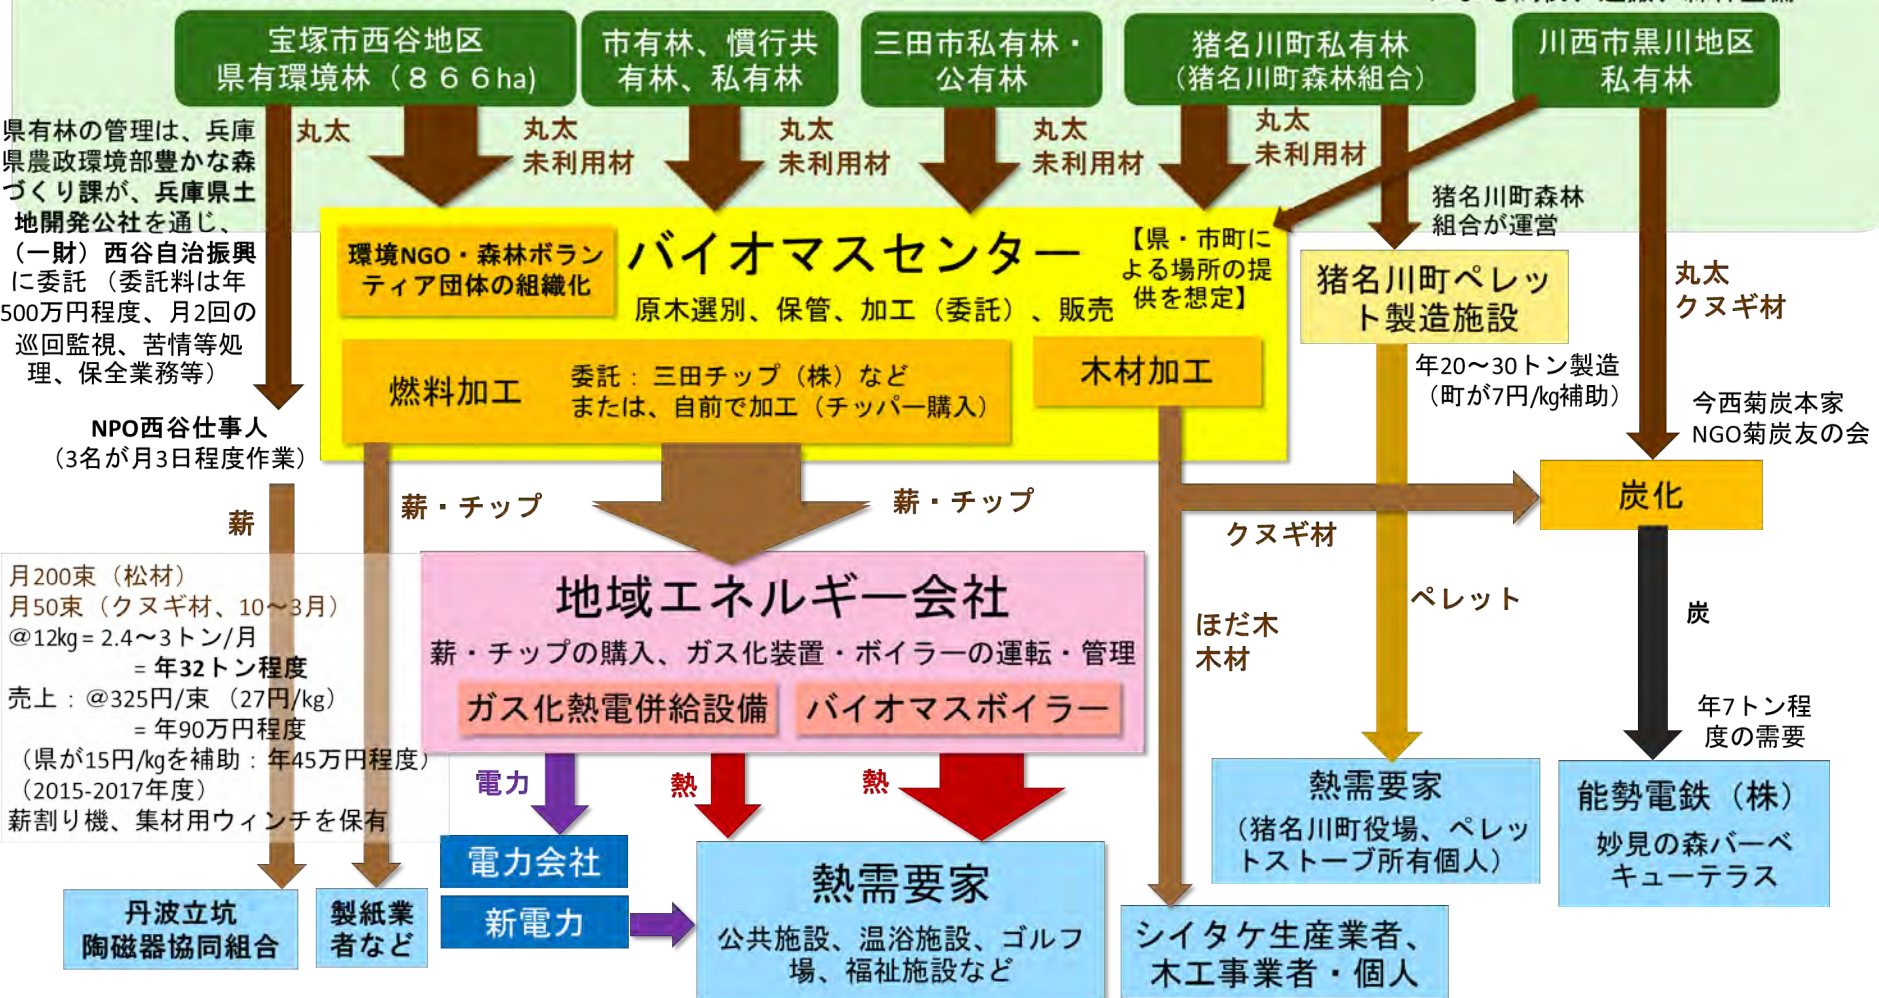 宝塚市西谷地区
県有環境林（８６６ha)
市有林、慣行共
有林、私有林
三田市私有林・
公有林
猪名川町私有林
（猪名川町森林組合）
川西市黒川地区
私有林
県有林の管理は、兵庫
県農政環境部豊かな森
づくり課が、兵庫県土
地開発公社を通じ、
（一財）西谷自治振興
に委託（委託料は年
500万円程度、月2回の
巡回監視、苦情等処
理、保全業務等）
丸太
丸太
未利用材
丸太
未利用材
丸太
未利用材
丸太
未利用材
猪名川町森林
組合が運営
丸太
クヌギ材
環境NGO・森林ボラン
ティア団体の組織化
バイオマスセンター
原木選別、保管、加工（委託）、販売
【県・市町に
よる場所の提
供を想定】
燃料加工
委託：三田チップ（株）など
または、自前で加工（チッパー購入）
木材加工
猪名川町ペレッ
ト製造施設
年20～30トン製造
（町が7円/kg補助）
今西菊炭本家
NGO菊炭友の会
NPO西谷仕事人
（3名が月3日程度作業）
薪
薪・チップ
薪・チップ
クヌギ材
炭化
月200束（松材）
月50束（クヌギ材、10～3月）
@12kg = 2.4～3トン/月
= 年32トン程度
売上：@325円/束（27円/kg）
= 年90万円程度
（県が15円/kgを補助：年45万円程度）
（2015-2017年度）
薪割り機、集材用ウィンチを保有
地域エネルギー会社
薪・チップの購入、ガス化装置・ボイラーの運転・管理
ガス化熱電併給設備
バイオマスボイラー
ほだ木
木材
ペレット
炭
年7トン程
度の需要
電力
熱
熱
電力会社
新電力
熱需要家
公共施設、温浴施設、ゴルフ
場、福祉施設など
熱需要家
（猪名川町役場、ペレッ
トストーブ所有個人）
能勢電鉄（株）
妙見の森バーベ
キューテラス
丹波立坑
陶磁器協同組合
製紙業
者など
シイタケ生産業者、
木工事業者・個人